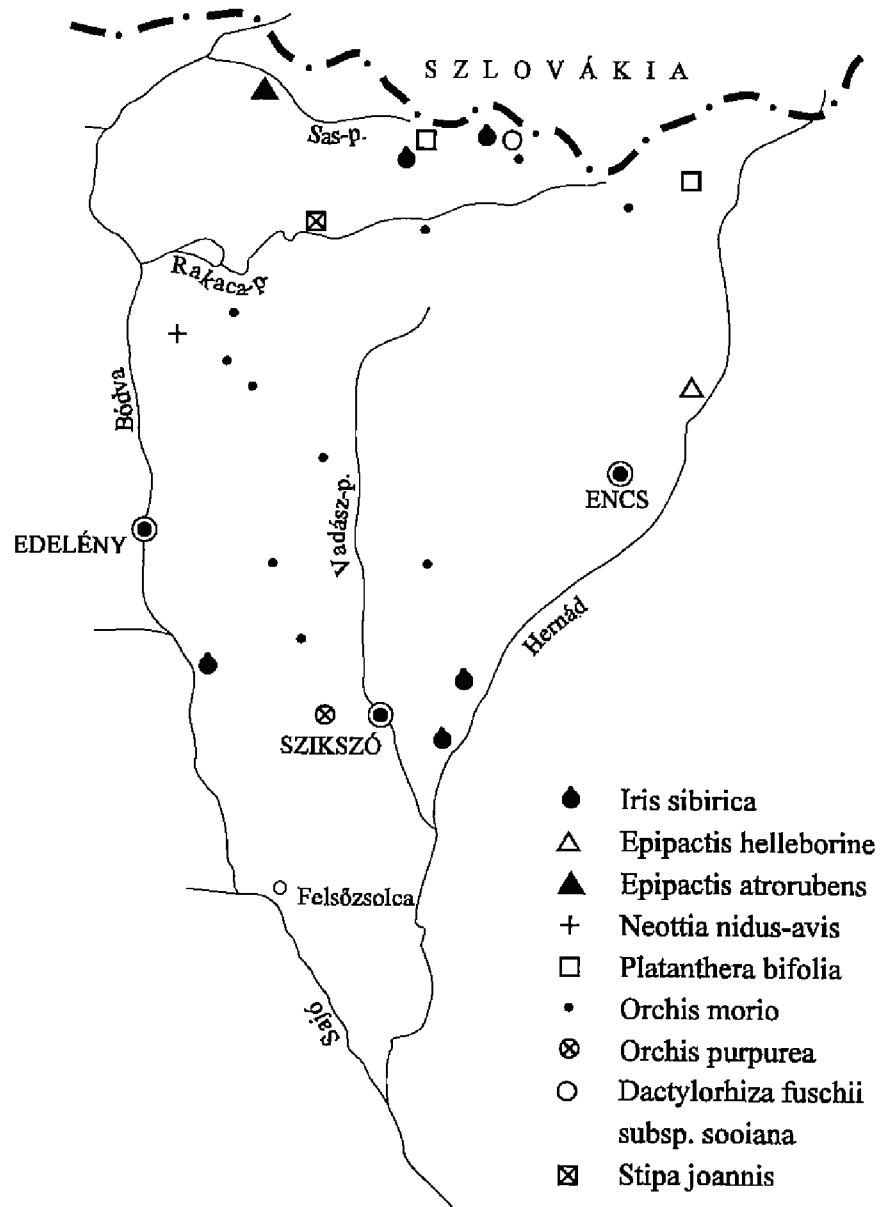 SZLOVÁKIA
Sas-p.
Rakaca-p.
Bódva
Vadász-p.
ENCS
EDELÉNY
Hernád
SZIKSZÓ
Felsőzsolca
Sajó
Iris sibirica
Epipactis helleborine
Epipactis atrorubens
Neottia nidus-avis
Platanthera bifolia
Orchis morio
Orchis purpurea
Dactylorhiza fuschii
subsp. sooiana
Stipa joannis